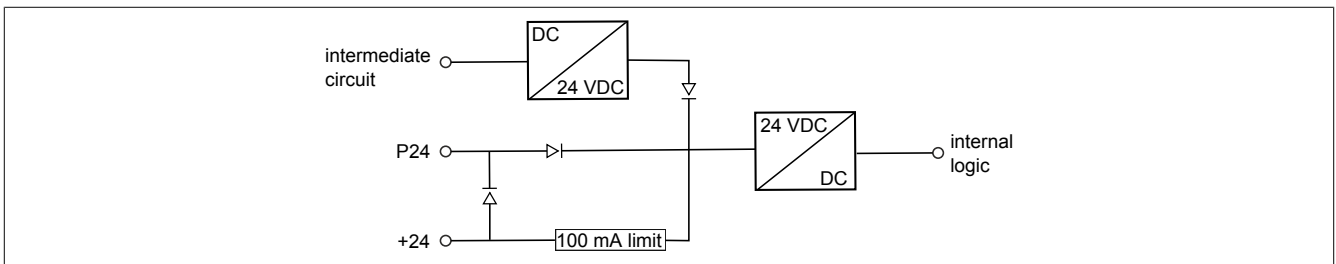 DC
intermediate
circuit
24 VDC
24 VDC
internal
logic
P24
DC
+24
100 mA limit